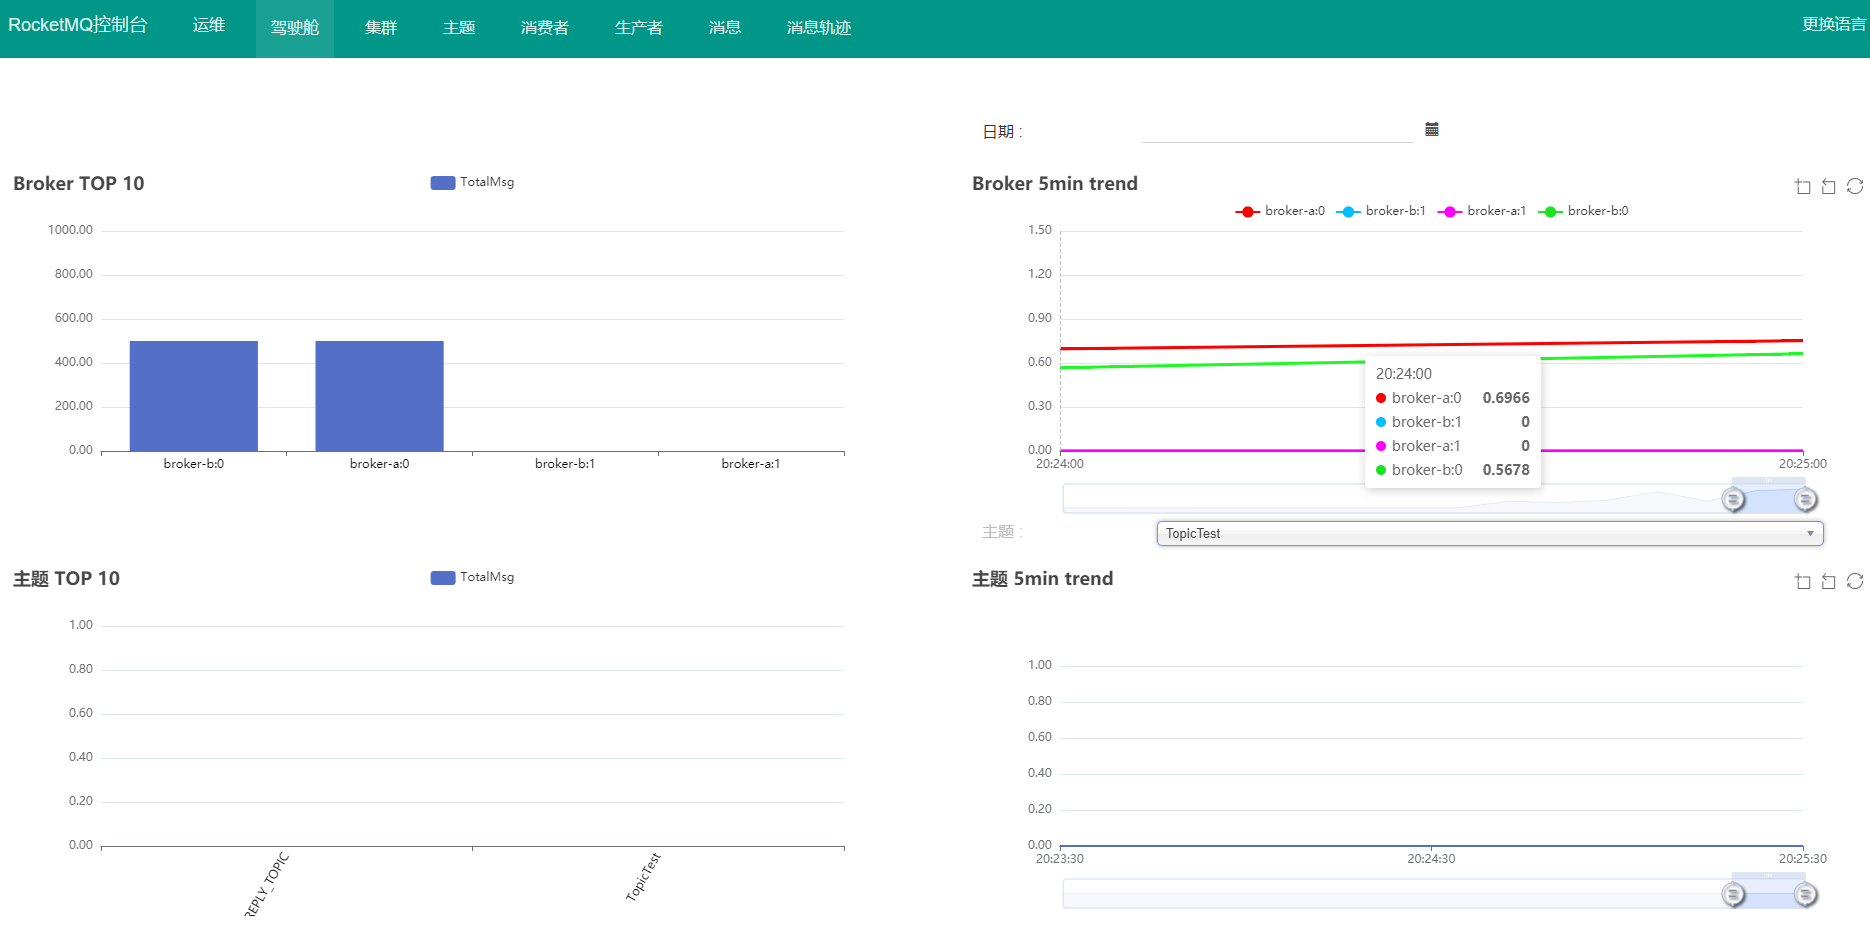 RocketMQ控制台 运维 驾驶舱 集群 主题 消费者 生产者 消息 消息轨迹 更换语言
日期 :
Broker TOP 10
TotalMsg
1000.00
800.00
600.00
400.00
200.00
0.00
broker-b:0 broker-a:0 broker-b:1 broker-a:1
Broker 5min trend
broker-a:0 broker-b:1 broker-a:1 broker-b:0
1.50
1.20
0.90
0.60
0.30
0.00
20:24:00 20:25:00
20:24:00
broker-a:0 0.6966
broker-b:1 0
broker-a:1 0
broker-b:0 0.5678
主题 :
TopicTest
主题 TOP 10
TotalMsg
1.00
0.80
0.60
0.40
0.20
0.00
REPLY_TOPIC TopicTest
主题 5min trend
1.00
0.80
0.60
0.40
0.20
0.00
20:23:30 20:24:30 20:25:30